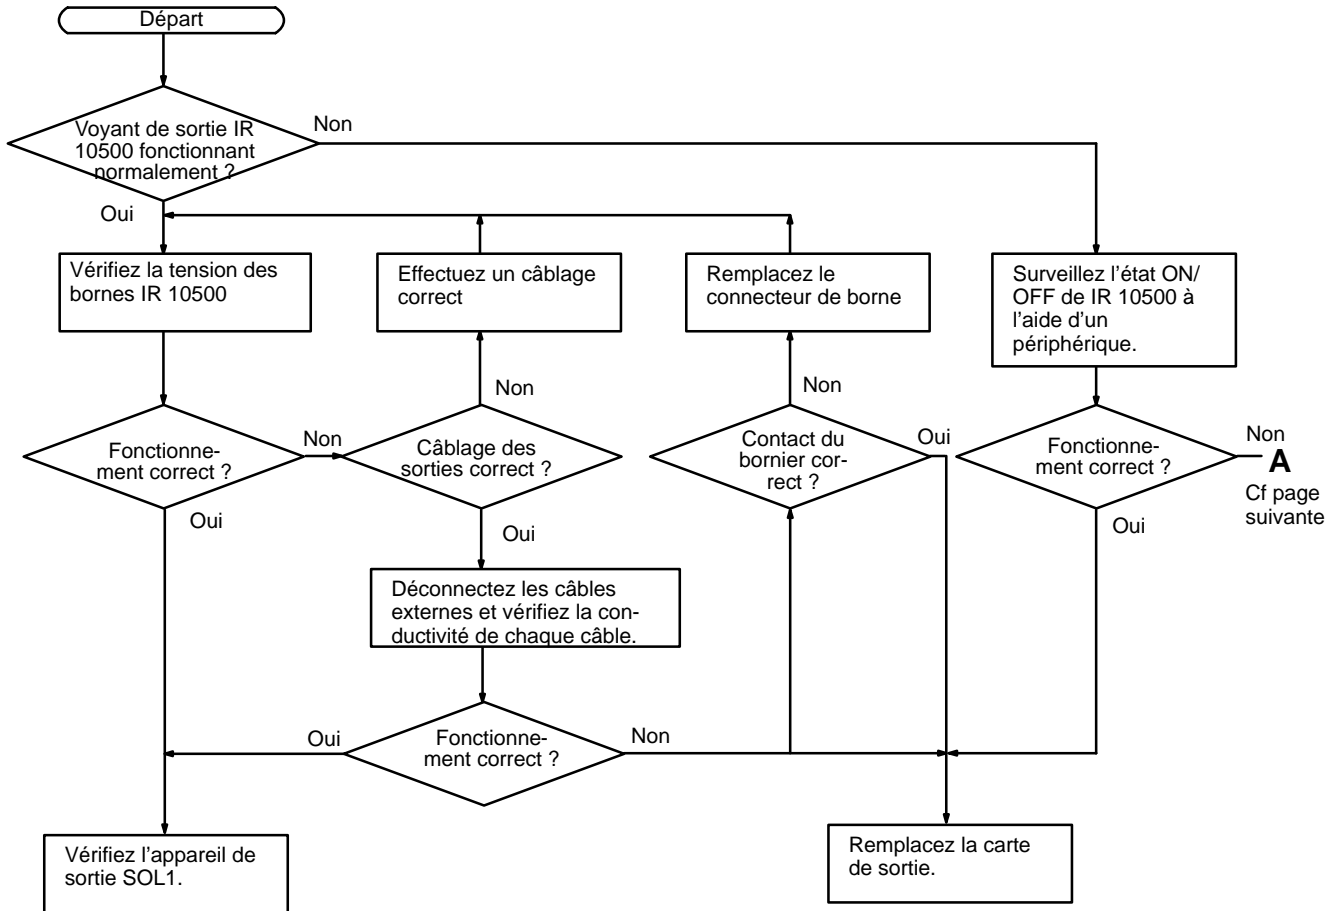 Départ
Voyant de sortie IR
10500 fonctionnant
normalement ?
Non
Oui
Vérifiez la tension des
bornes IR 10500
Effectuez un câblage
correct
Remplacez le
connecteur de borne
Surveillez l’état ON/
OFF de IR 10500 à
l’aide d’un
périphérique.
Non
Non
Fonctionne-
ment correct ?
Non
Câblage des
sorties correct ?
Contact du
bornier cor-
rect ?
Oui
Fonctionne-
ment correct ?
Non
A
Cf page
suivante
Oui
Oui
Oui
Déconnectez les câbles
externes et vérifiez la con-
ductivité de chaque câble.
Oui
Fonctionne-
ment correct ?
Non
Vérifiez l’appareil de
sortie SOL1.
Remplacez la carte
de sortie.